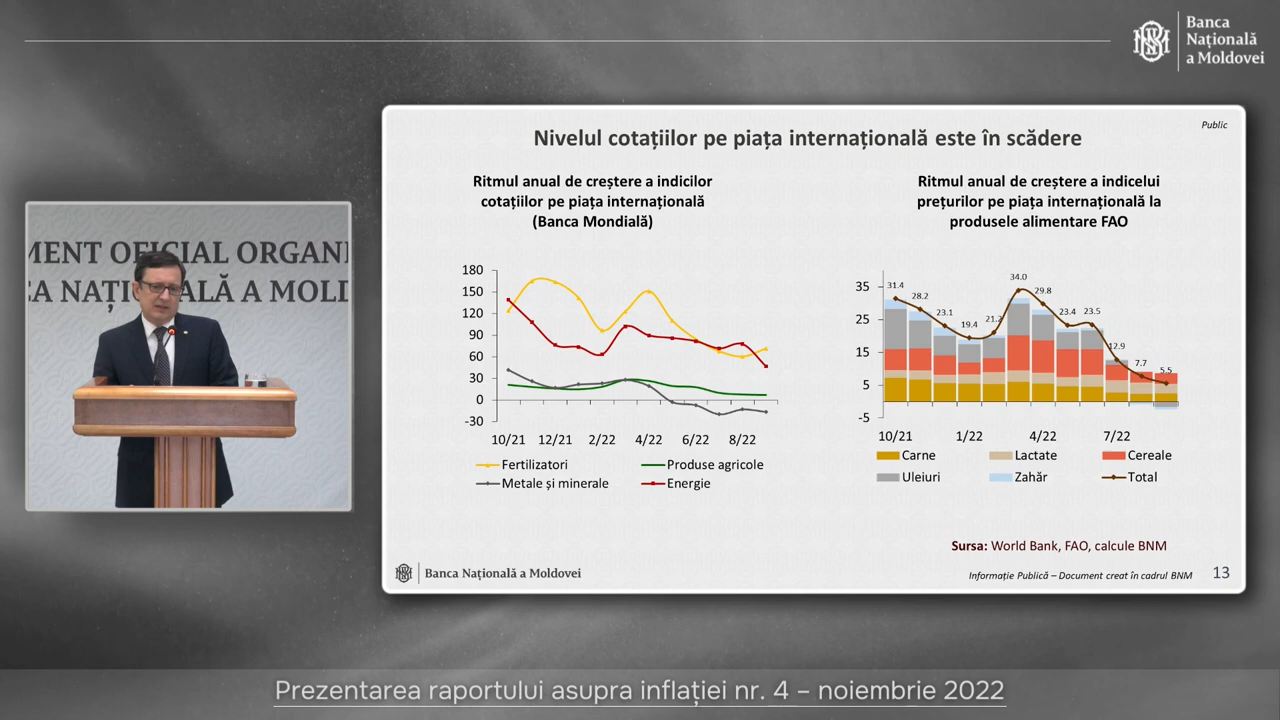 Banca
Națională
a Moldovei
Public
Nivelul cotațiilor pe piața internațională este în scădere
Ritmul anual de creștere a indicilor
cotațiilor pe piața internațională
(Banca Mondială)
180
150
120
90
60
30
0
-30
10/21 12/21 2/22 4/22 6/22 8/22
Fertilizatori Produse agricole
Metale și minerale Energie
Ritmul anual de creștere a indicelui
prețurilor pe piața internațională la
produsele alimentare FAO
35
25
15
5
-5
31.4 28.2 23.1 19.4 21.2 34.0 29.8 23.4 23.5 12.9 7.7 5.5
10/21 1/22 4/22 7/22
Carne Lactate Cereale
Uleiuri Zahăr Total
Sursa: World Bank, FAO, calcule BNM
Banca Națională a Moldovei
Informație Publică – Document creat în cadrul BNM 13
MENT OFICIAL ORGANI
CA NAȚIONALĂ A MOLD
Prezentarea raportului asupra inflației nr. 4 – noiembrie 2022